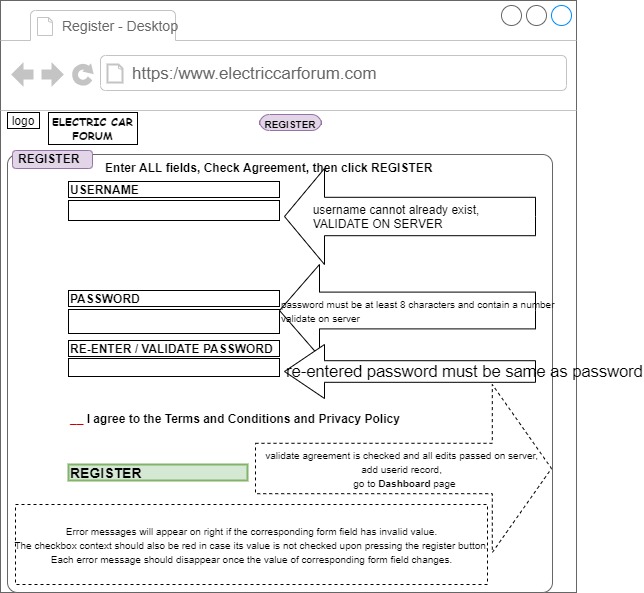 Register - Desktop
https:/www.electriccarforum.com
logo
ELECTRIC CAR
FORUM
REGISTER
REGISTER
Enter ALL fields, Check Agreement, then click REGISTER
USERNAME
username cannot already exist,
VALIDATE ON SERVER
PASSWORD
password must be at least 8 characters and contain a number
validate on server
RE-ENTER / VALIDATE PASSWORD
re-entered password must be same as password
__ I agree to the Terms and Conditions and Privacy Policy
validate agreement is checked and all edits passed on server,
add userid record,
go to Dashboard page
REGISTER
Error messages will appear on right if the corresponding form field has invalid value.
The checkbox context should also be red in case its value is not checked upon pressing the register button.
Each error message should disappear once the value of corresponding form field changes.